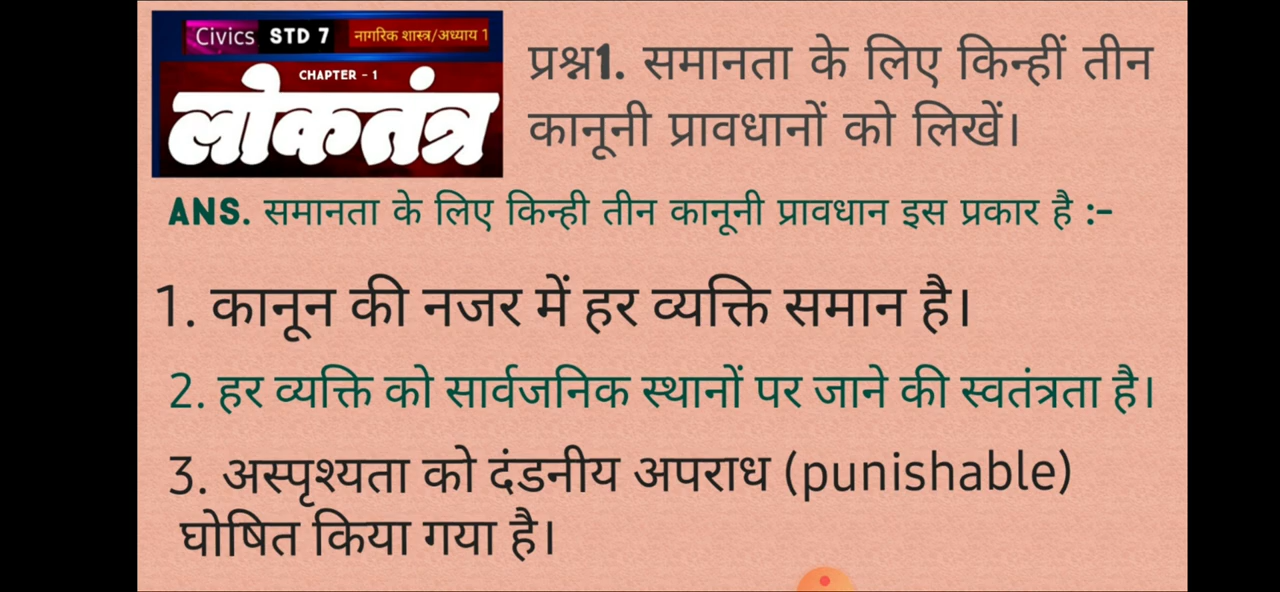 Civics STD 7 नागरिक शास्त्र/अध्याय 1
CHAPTER - 1
लोकतंत्र
प्रश्न1. समानता के लिए किन्हीं तीन
कानूनी प्रावधानों को लिखें।
ANS. समानता के लिए किन्ही तीन कानूनी प्रावधान इस प्रकार है :-
1. कानून की नजर में हर व्यक्ति समान है।
2. हर व्यक्ति को सार्वजनिक स्थानों पर जाने की स्वतंत्रता है।
3. अस्पृश्यता को दंडनीय अपराध (punishable)
घोषित किया गया है।